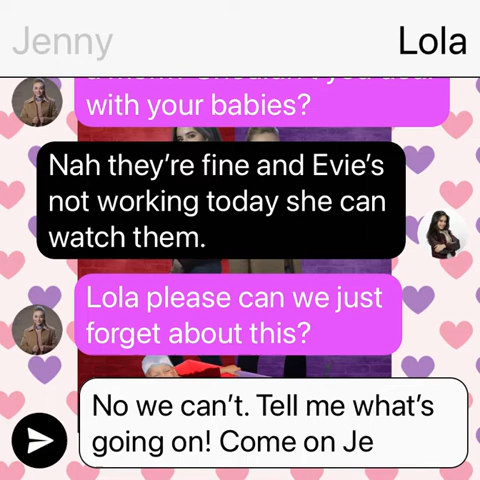 Jenny
Lola
with your babies?
Nah they’re fine and Evie’s
not working today she can
watch them.
Lola please can we just
forget about this?
No we can’t. Tell me what’s
going on! Come on Je